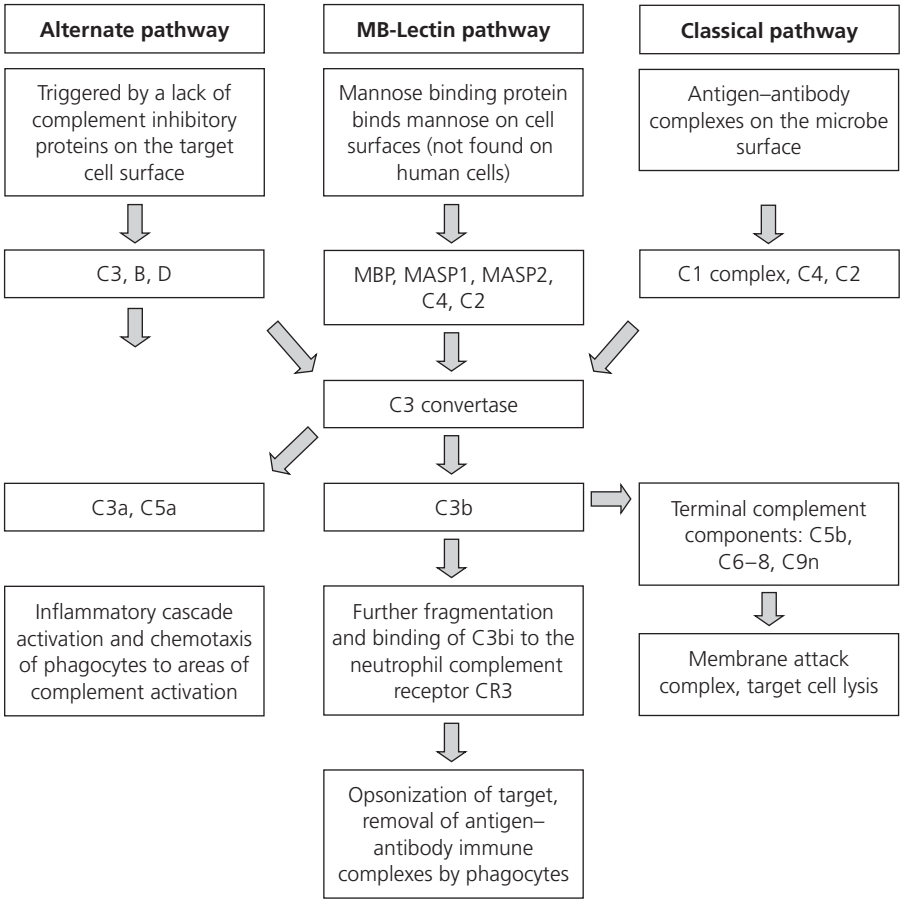 Alternate pathway
MB-Lectin pathway
Classical pathway
Triggered by a lack of
complement inhibitory
proteins on the target
cell surface
Mannose binding protein
binds mannose on cell
surfaces (not found on
human cells)
Antigen–antibody
complexes on the microbe
surface
C3, B, D
MBP, MASP1, MASP2,
C4, C2
C1 complex, C4, C2
C3 convertase
C3a, C5a
C3b
Terminal complement
components: C5b,
C6–8, C9n
Inflammatory cascade
activation and chemotaxis
of phagocytes to areas of
complement activation
Further fragmentation
and binding of C3bi to the
neutrophil complement
receptor CR3
Membrane attack
complex, target cell lysis
Opsonization of target,
removal of antigen–
antibody immune
complexes by phagocytes